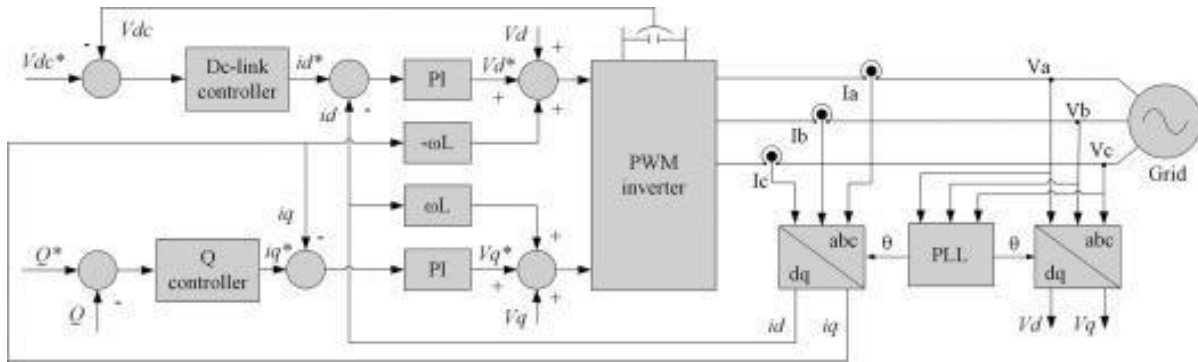 Vdc
-
Vdc*
Dc-link
controller
id*
-
id
PI
Vd*
Vd
+
+
+
-ωL
ωL
iq
-
Q*
Q
-
Q
controller
iq*
PI
Vq*
+
+
+
Vq
PWM
inverter
Ia
Ib
Ic
Va
Vb
Vc
Grid
abc
dq
θ
PLL
θ
abc
dq
id
iq
Vd
Vq